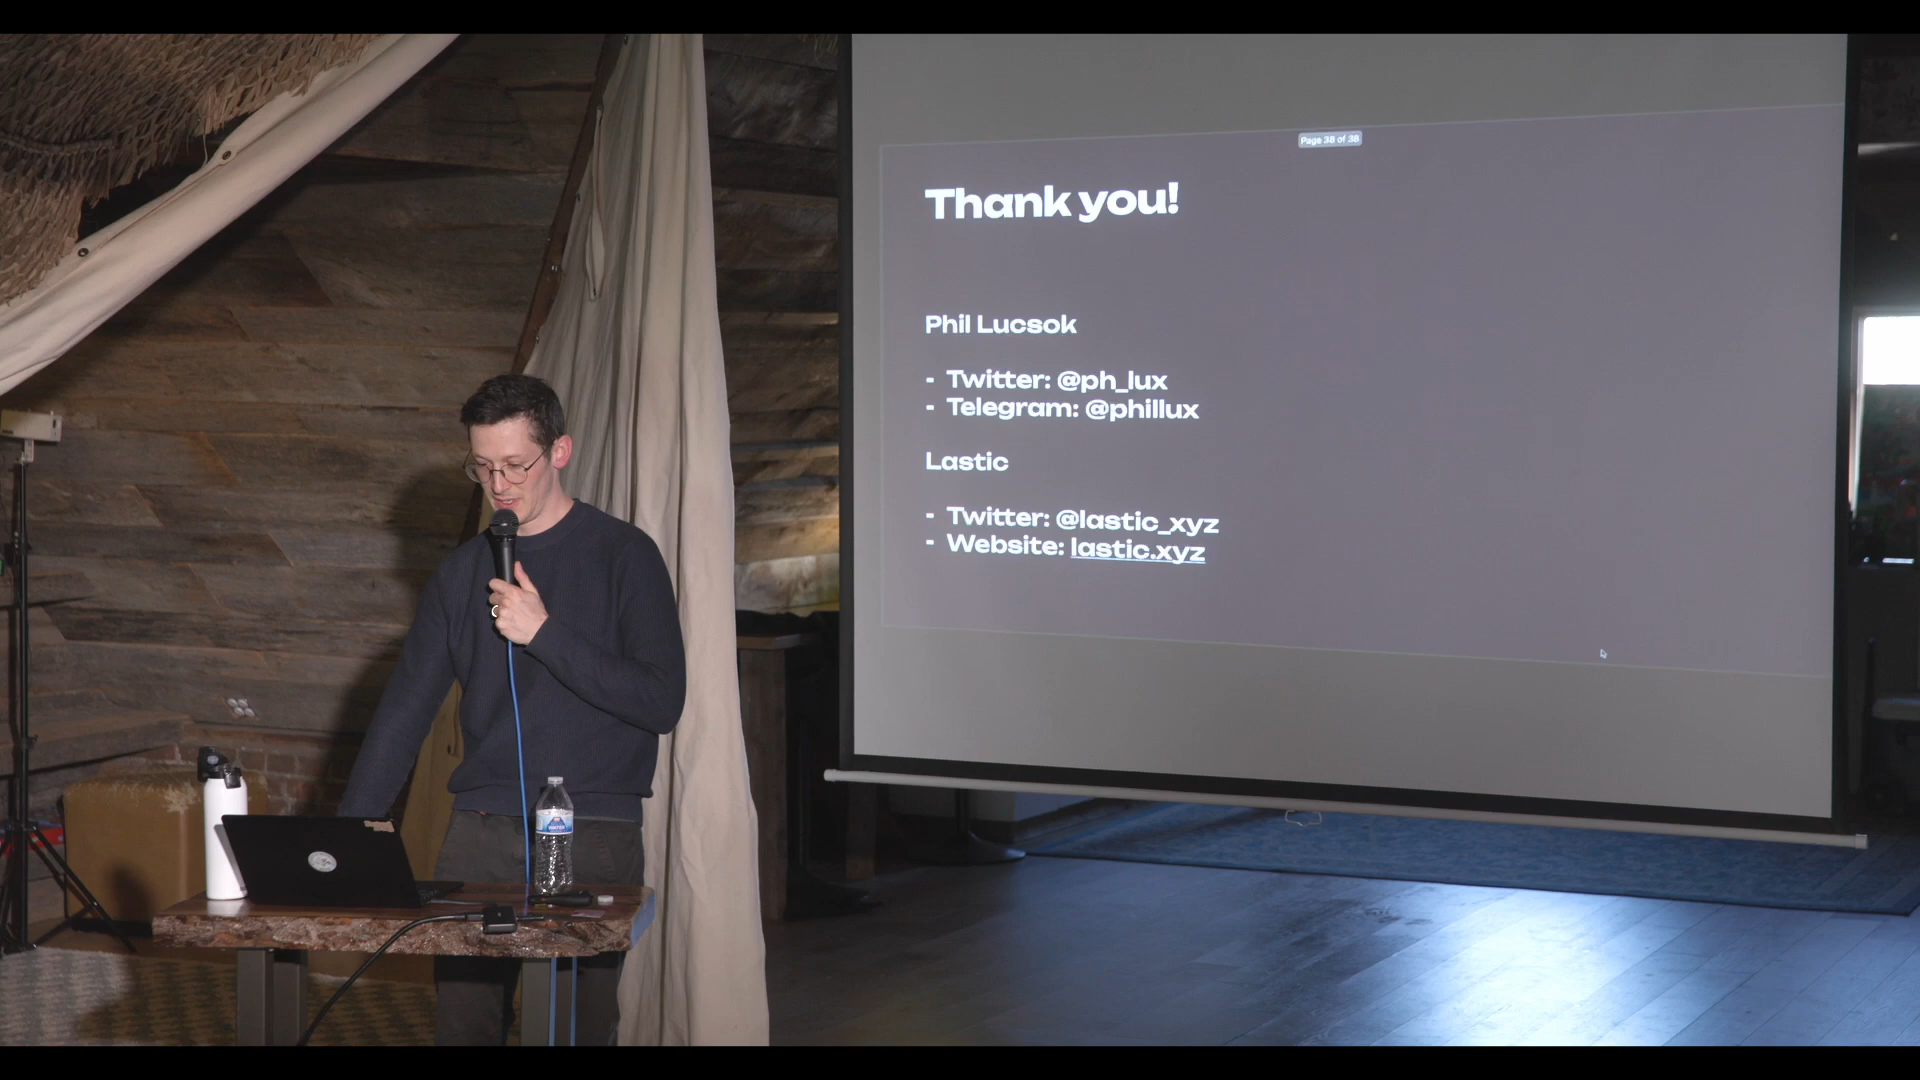 Page 38 of 38
Thank you!
Phil Lucsok
- Twitter: @ph_lux
- Telegram: @phillux
Lastic
- Twitter: @lastic_xyz
- Website: lastic.xyz